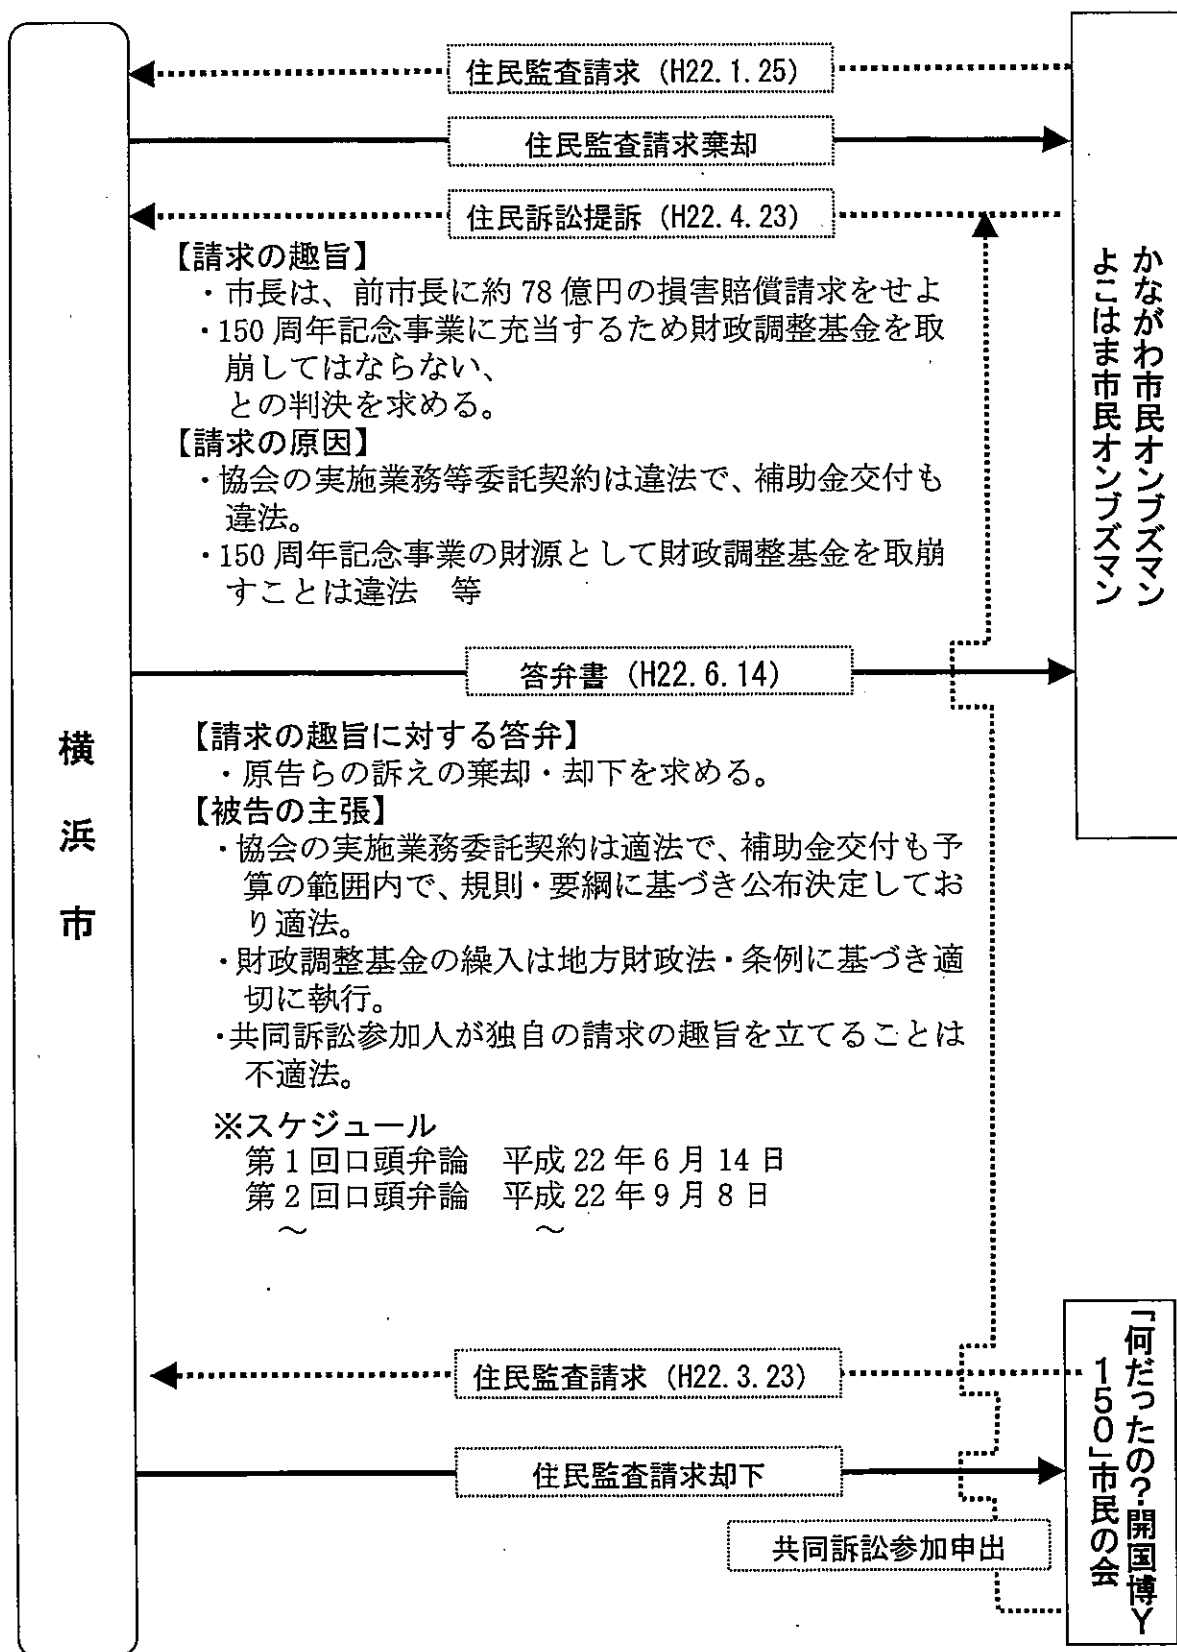 住民監査請求 (H22.1.25)
住民監査請求棄却
住民訴訟提訴 (H22.4.23)
【請求の趣旨】
・市長は、前市長に約 78 億円の損害賠償請求をせよ
・150 周年記念事業に充当するため財政調整基金を取
崩してはならない、
との判決を求める。
【請求の原因】
・協会の実施業務等委託契約は違法で、補助金交付も
違法。
・150 周年記念事業の財源として財政調整基金を取崩
すことは違法 等
答弁書 (H22.6.14)
【請求の趣旨に対する答弁】
・原告らの訴えの棄却・却下を求める。
【被告の主張】
・協会の実施業務委託契約は適法で、補助金交付も予
算の範囲内で、規則・要綱に基づき公布決定してお
り適法。
・財政調整基金の繰入は地方財政法・条例に基づき適
切に執行。
・共同訴訟参加人が独自の請求の趣旨を立てることは
不適法。
※スケジュール
第1回口頭弁論 平成 22 年 6 月 14 日
第2回口頭弁論 平成 22 年 9 月 8 日
～ ～
住民監査請求 (H22.3.23)
住民監査請求却下
共同訴訟参加申出
横浜市
かながわ市民オンブズマン
よこはま市民オンブズマン
「何だったの?開国博Y
150」市民の会